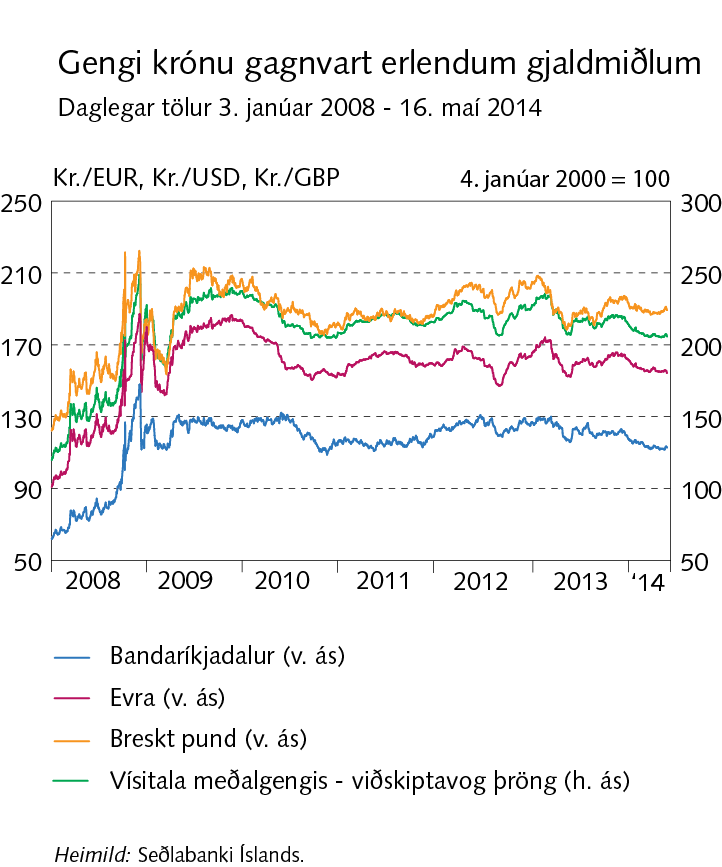 Gengi krónu gagnvart erlendum gjaldmiðlum
Daglegar tölur 3. janúar 2008 - 16. maí 2014
Kr./EUR, Kr./USD, Kr./GBP 4. janúar 2000 = 100
250 300
210 250
170 200
130 150
90 100
50 50
2008 2009 2010 2011 2012 2013 ‘14
Bandaríkjadalur (v. ás)
Evra (v. ás)
Breskt pund (v. ás)
Vísitala meðalgengis - viðskiptavog þröng (h. ás)
Heimild: Seðlabanki Íslands.